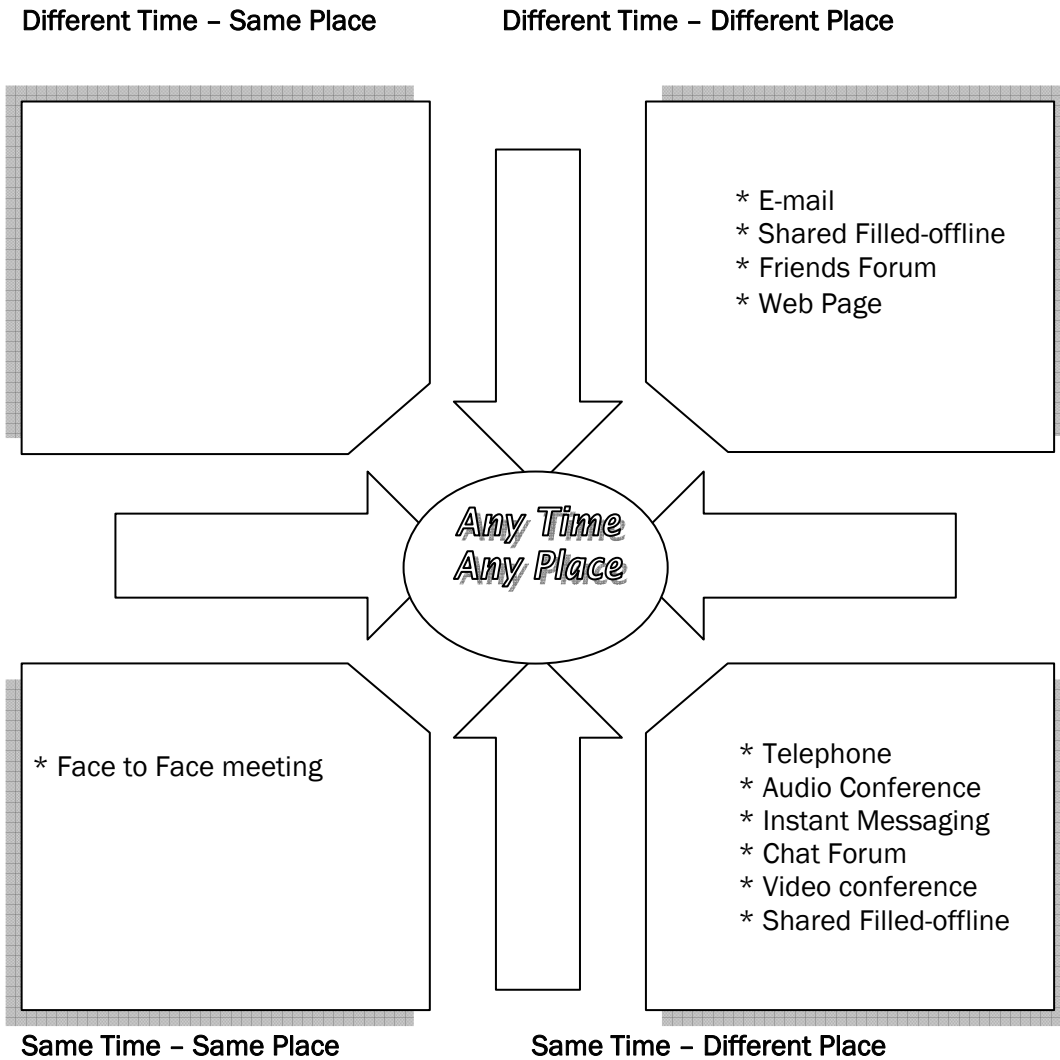 Different Time – Same Place
Different Time – Different Place
* E-mail
* Shared Filled-offline
* Friends Forum
* Web Page
Any Time
Any Place
* Face to Face meeting
* Telephone
* Audio Conference
* Instant Messaging
* Chat Forum
* Video conference
* Shared Filled-offline
Same Time – Same Place
Same Time – Different Place